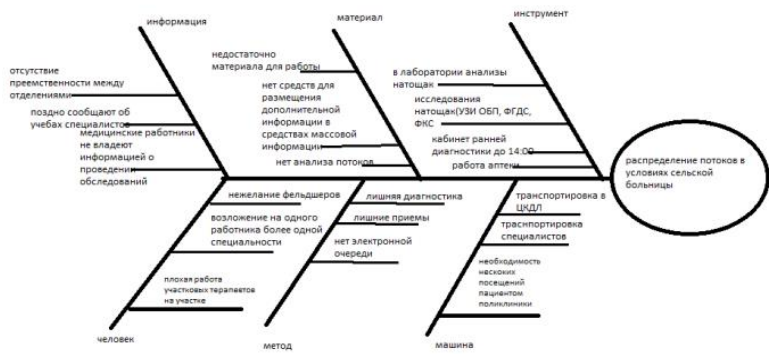 информация
отсутствие
преемственности между
отделениями
поздно сообщают об
учебах специалистов
медицинские работники
не владеют
информацией о
проведении
обследований
материал
недостаточно
материала для работы
нет средств для
размещения
дополнительной
информации в
средствах массовой
информации
нет анализа потоков
инструмент
в лаборатории анализы
натощак
исследования
натощак(УЗИ ОБП, ФГДС,
ФКС
кабинет ранней
диагностики до 14:00
работа аптеки
распределение потоков в
условиях сельской
больницы
нежелание фельдшеров
возложение на одного
работника более одной
специальности
плохая работа
участковых терапевтов
на участке
человек
лишняя диагностика
лишние приемы
нет электронной
очереди
метод
транспортировка в
ЦКДЛ
траснпортировка
специалистов
необходимость
нескоких
посещений
пациентом
поликлиники
машина